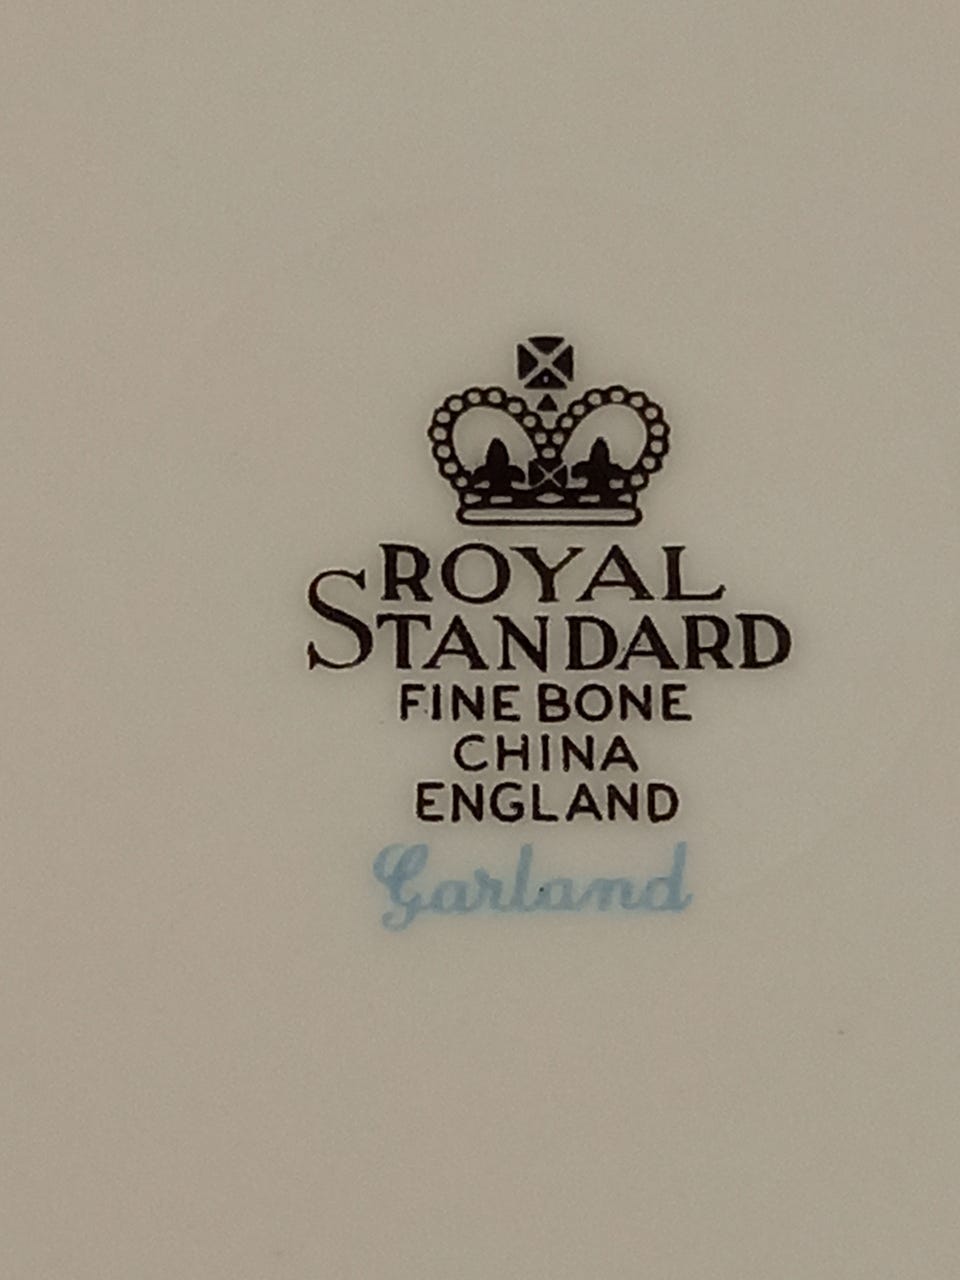 ROYAL
STANDARD
FINE BONE
CHINA
ENGLAND
Garland